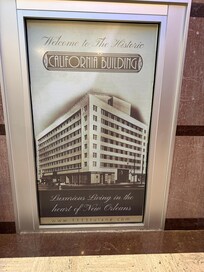 Welcome to The Historic
CALIFORNIA BUILDING
Luxurious Living in the
heart of New Orleans